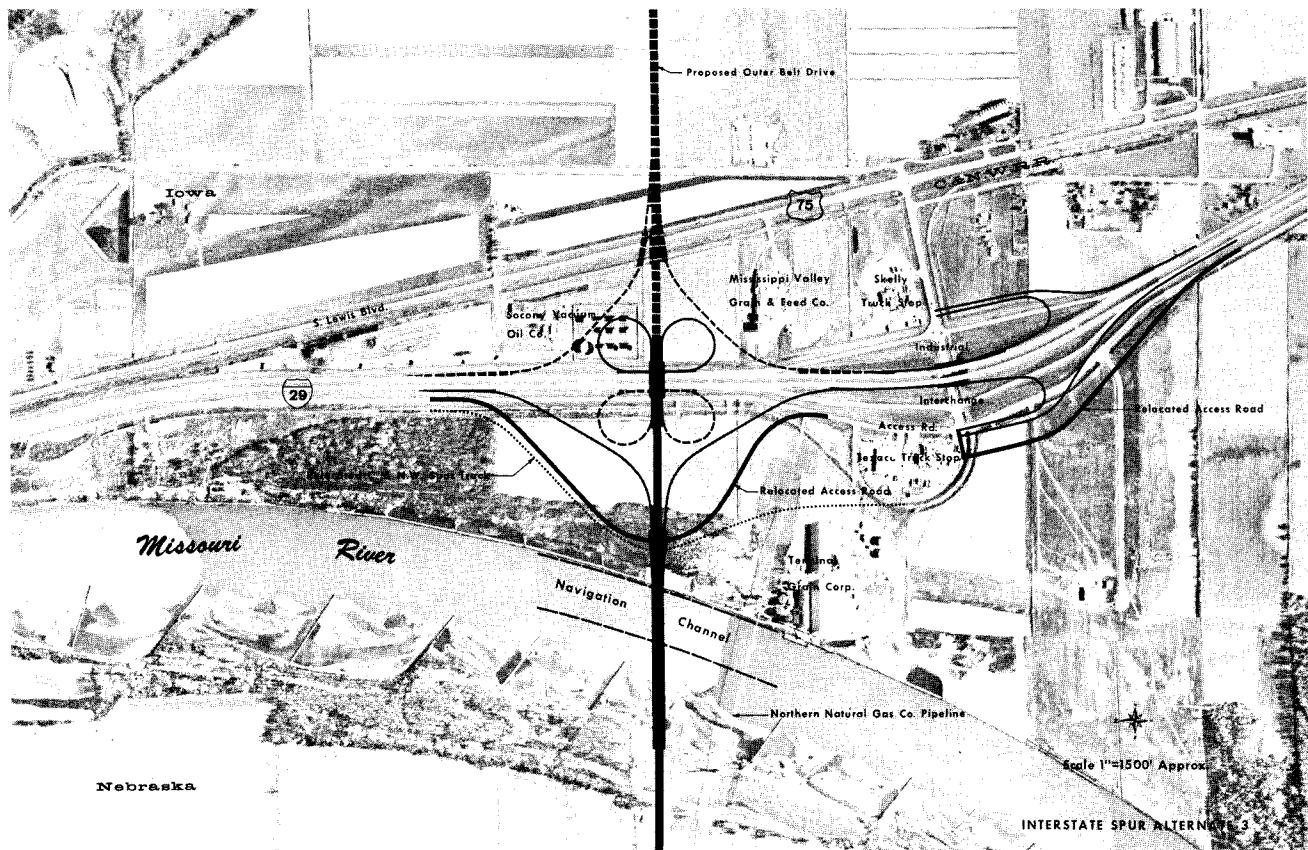 Proposed Outer Belt Drive
C.&N.W.R.R.
Iowa
75
Mississippi Valley
Grain & Feed Co.
Skelly
Truck Stop
S. Lewis Blvd.
Socony Vacuum
Oil Co.
Industrial
29
Interchange
Relocated Access Road
Access Rd.
Texaco Truck Stop
Relocated Access Road
Missouri River
Terminal
Grain Corp.
Navigation
Channel
Northern Natural Gas Co. Pipeline
Scale 1"=1500' Approx.
Nebraska
INTERSTATE SPUR ALTERNATE 3